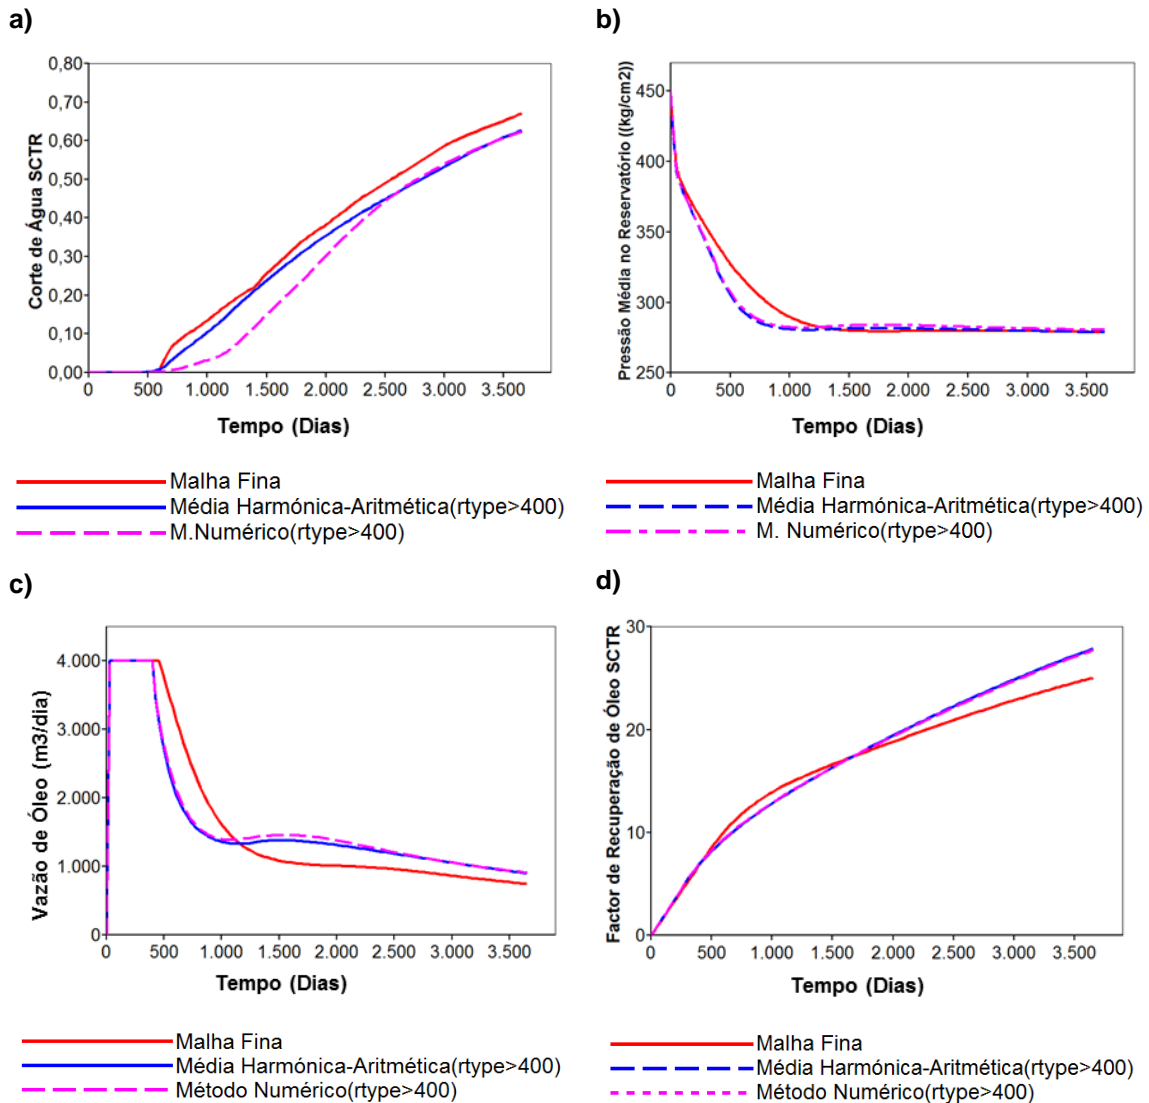 a)
0,80
0,70
0,60
0,50
0,40
0,30
0,20
0,10
0,00
Corte de Água SCTR
0 500 1.000 1.500 2.000 2.500 3.000 3.500
Tempo (Dias)
Malha Fina
Média Harmónica-Aritmética(rtype>400)
M.Numérico(rtype>400)
b)
450
400
350
300
250
Pressão Média no Reservatório ((kg/cm2))
0 500 1.000 1.500 2.000 2.500 3.000 3.500
Tempo (Dias)
Malha Fina
Média Harmónica-Aritmética(rtype>400)
M. Numérico(rtype>400)
c)
4.000
3.000
2.000
1.000
0
Vazão de Óleo (m3/dia)
0 500 1.000 1.500 2.000 2.500 3.000 3.500
Tempo (Dias)
Malha Fina
Média Harmónica-Aritmética(rtype>400)
Método Numérico(rtype>400)
d)
30
20
10
0
Factor de Recuperação de Óleo SCTR
0 500 1.000 1.500 2.000 2.500 3.000 3.500
Tempo (Dias)
Malha Fina
Média Harmónica-Aritmética(rtype>400)
Método Numérico(rtype>400)